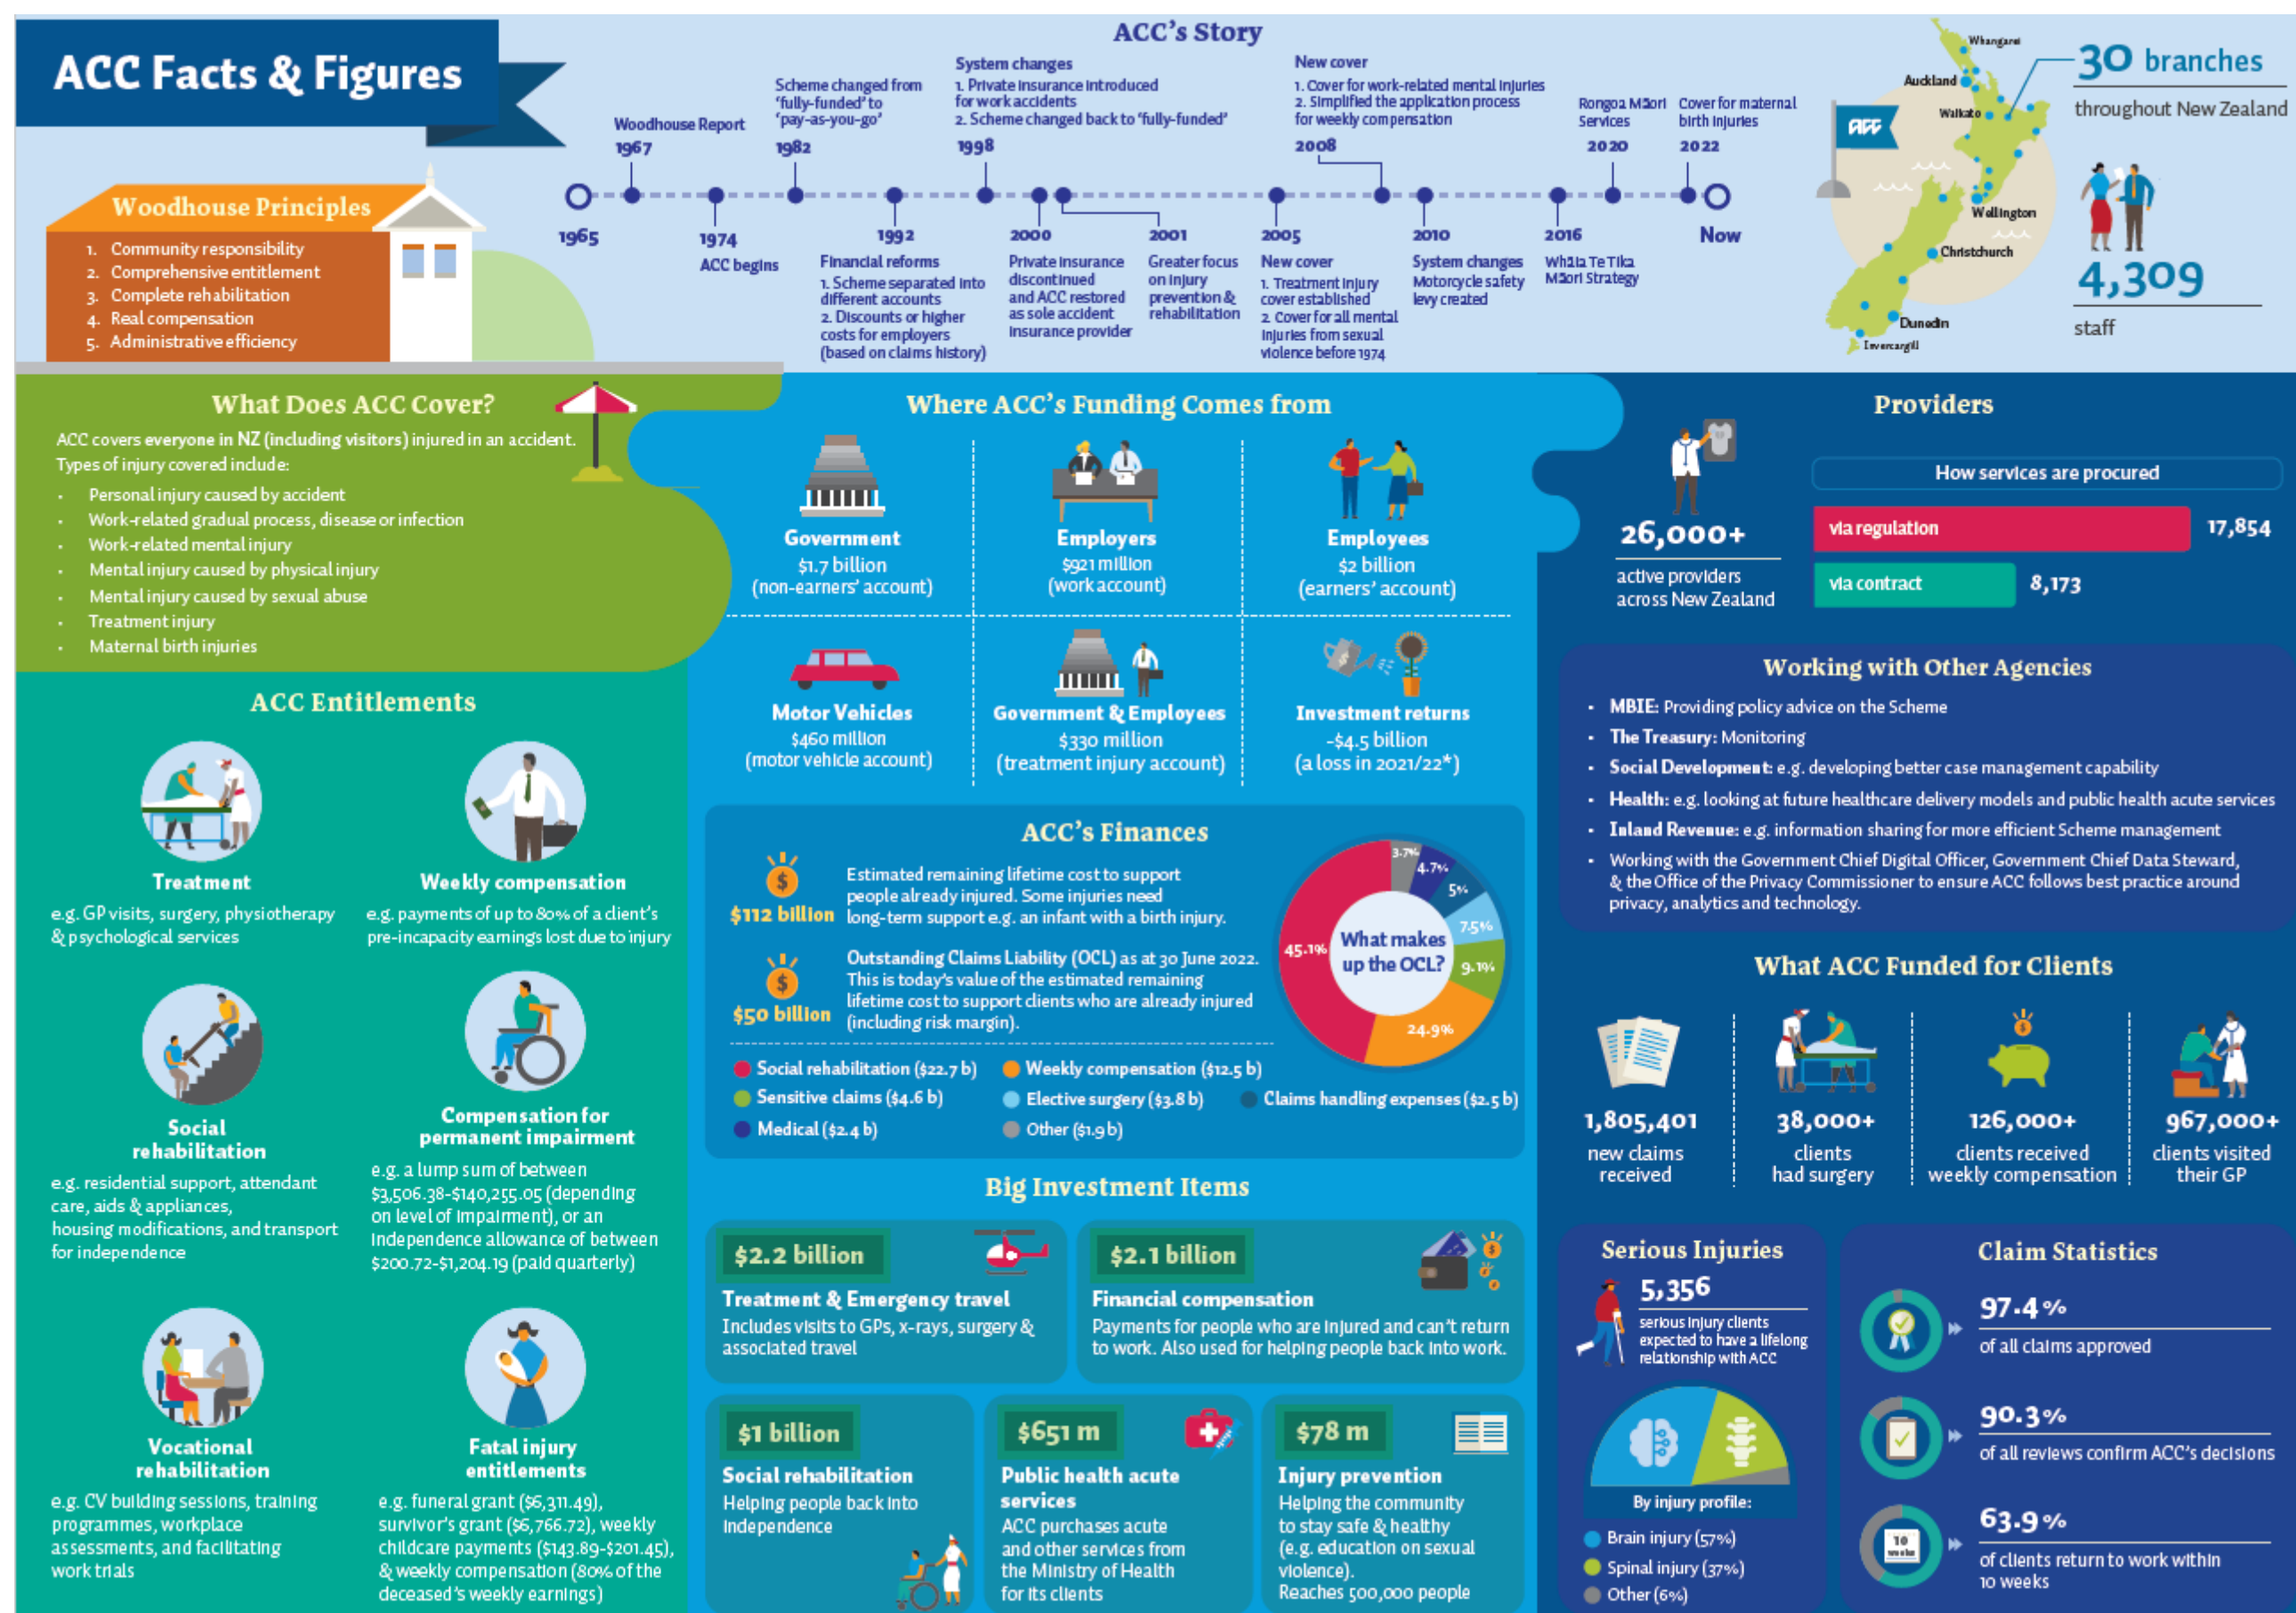 ACC Facts & Figures
Woodhouse Principles
1. Community responsibility
2. Comprehensive entitlement
3. Complete rehabilitation
4. Real compensation
5. Administrative efficiency
ACC's Story
1965
Woodhouse Report
1967
1974
ACC begins
Scheme changed from
'fully-funded' to
'pay-as-you-go'
1982
1992
Financial reforms
1. Scheme separated into
different accounts
2. Discounts or higher
costs for employers
(based on claims history)
System changes
1. Private insurance introduced
for work accidents
2. Scheme changed back to 'fully-funded'
1998
2000
Private insurance
discontinued
and ACC restored
as sole accident
insurance provider
2001
Greater focus
on injury
prevention &
rehabilitation
2005
New cover
1. Treatment injury
cover established
2. Cover for all mental
injuries from sexual
violence before 1974
New cover
1. Cover for work-related mental injuries
2. Simplified the application process
for weekly compensation
2008
2010
System changes
Motorcycle safety
levy created
2016
Whāia Te Tika
Māori Strategy
Rongoa Māori
Services
2020
Cover for maternal
birth injuries
2022
Now
Whangarei
Auckland
Waikato
Wellington
Christchurch
Dunedin
Invercargill
ACC
30 branches
throughout New Zealand
4,309
staff
What Does ACC Cover?
ACC covers everyone in NZ (including visitors) injured in an accident.
Types of injury covered include:
• Personal injury caused by accident
• Work-related gradual process, disease or infection
• Work-related mental injury
• Mental injury caused by physical injury
• Mental injury caused by sexual abuse
• Treatment injury
• Maternal birth injuries
ACC Entitlements
Treatment
e.g. GP visits, surgery, physiotherapy
& psychological services
Weekly compensation
e.g. payments of up to 80% of a client's
pre-incapacity earnings lost due to injury
Social
rehabilitation
e.g. residential support, attendant
care, aids & appliances,
housing modifications, and transport
for independence
Compensation for
permanent impairment
e.g. a lump sum of between
$3,506.38-$140,255.05 (depending
on level of impairment), or an
independence allowance of between
$200.72-$1,204.19 (paid quarterly)
Vocational
rehabilitation
e.g. CV building sessions, training
programmes, workplace
assessments, and facilitating
work trials
Fatal injury
entitlements
e.g. funeral grant ($6,311.49),
survivor's grant ($6,766.72), weekly
childcare payments ($143.89-$201.45),
& weekly compensation (80% of the
deceased's weekly earnings)
Where ACC's Funding Comes from
Government
$1.7 billion
(non-earners' account)
Employers
$921 million
(work account)
Employees
$2 billion
(earners' account)
Motor Vehicles
$460 million
(motor vehicle account)
Government & Employees
$330 million
(treatment injury account)
Investment returns
-$4.5 billion
(a loss in 2021/22*)
ACC's Finances
$112 billion
Estimated remaining lifetime cost to support
people already injured. Some injuries need
long-term support e.g. an infant with a birth injury.
$50 billion
Outstanding Claims Liability (OCL) as at 30 June 2022.
This is today's value of the estimated remaining
lifetime cost to support clients who are already injured
(including risk margin).
What makes
up the OCL?
3.7%
4.7%
5%
7.5%
9.1%
24.9%
45.1%
Social rehabilitation ($22.7 b)
Weekly compensation ($12.5 b)
Sensitive claims ($4.6 b)
Elective surgery ($3.8 b)
Claims handling expenses ($2.5 b)
Medical ($2.4 b)
Other ($1.9 b)
Big Investment Items
$2.2 billion
Treatment & Emergency travel
Includes visits to GPs, x-rays, surgery &
associated travel
$2.1 billion
Financial compensation
Payments for people who are injured and can't return
to work. Also used for helping people back into work.
$1 billion
Social rehabilitation
Helping people back into
independence
$651 m
Public health acute
services
ACC purchases acute
and other services from
the Ministry of Health
for its clients
$78 m
Injury prevention
Helping the community
to stay safe & healthy
(e.g. education on sexual
violence).
Reaches 500,000 people
Providers
26,000+
active providers
across New Zealand
How services are procured
via regulation
17,854
via contract
8,173
Working with Other Agencies
• MBIE: Providing policy advice on the Scheme
• The Treasury: Monitoring
• Social Development: e.g. developing better case management capability
• Health: e.g. looking at future healthcare delivery models and public health acute services
• Inland Revenue: e.g. information sharing for more efficient Scheme management
• Working with the Government Chief Digital Officer, Government Chief Data Steward,
& the Office of the Privacy Commissioner to ensure ACC follows best practice around
privacy, analytics and technology.
What ACC Funded for Clients
1,805,401
new claims
received
38,000+
clients
had surgery
126,000+
clients received
weekly compensation
967,000+
clients visited
their GP
Serious Injuries
5,356
serious injury clients
expected to have a lifelong
relationship with ACC
By injury profile:
Brain injury (57%)
Spinal injury (37%)
Other (6%)
Claim Statistics
97.4%
of all claims approved
90.3%
of all reviews confirm ACC's decisions
10
weeks
63.9%
of clients return to work within
10 weeks